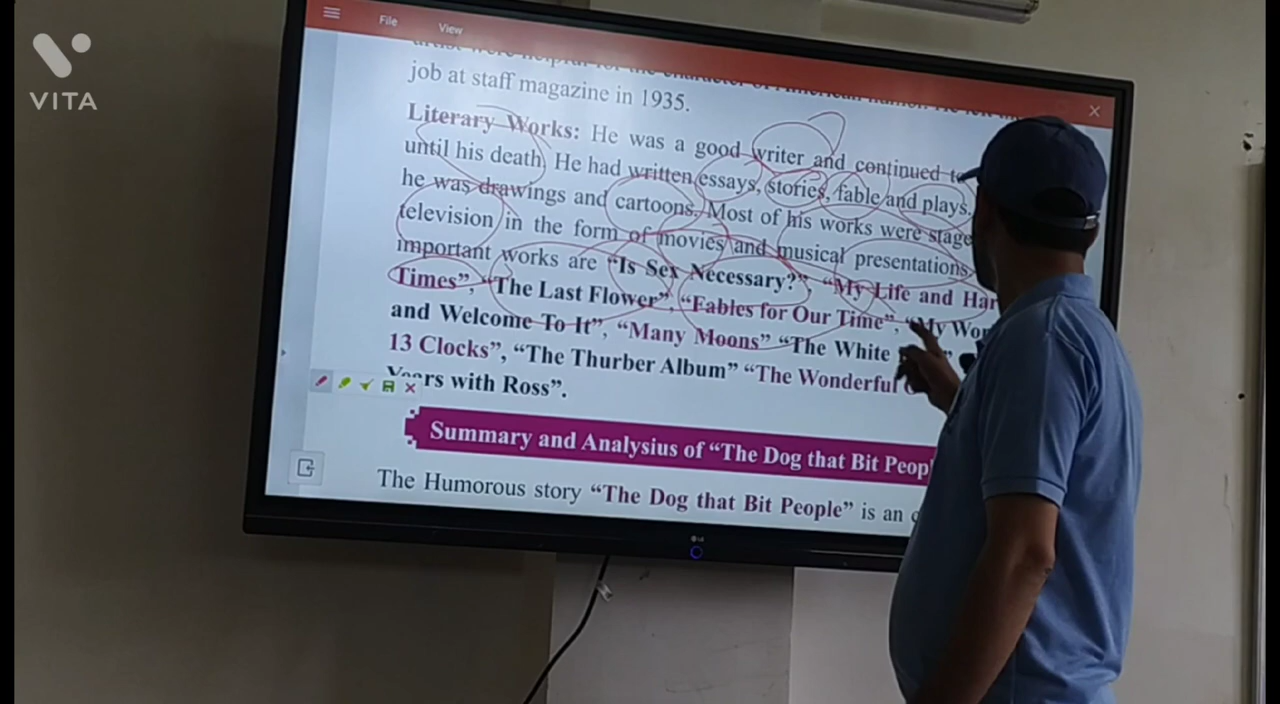 VITA
File View
job at staff magazine in 1935.
Literary Works: He was a good writer and continued
until his death. He had written essays, stories, fable and plays.
he was drawings and cartoons. Most of his works were stage
television in the form of movies and musical presentations.
important works are “Is Sex Necessary?”, “My Life and Har
Times”, “The Last Flower”, “Fables for Our Time”, “My Wor
and Welcome To It”, “Many Moons” “The White
13 Clocks”, “The Thurber Album” “The Wonderful
with Ross”.
Summary and Analysius of “The Dog that Bit Peop
The Humorous story “The Dog that Bit People” is an